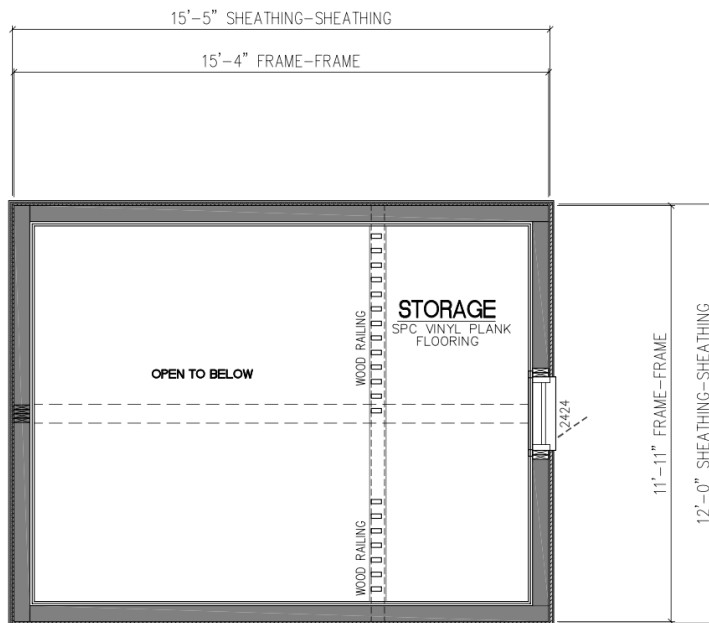 15'-5" SHEATHING-SHEATHING
15'-4" FRAME-FRAME
STORAGE
SPC VINYL PLANK
FLOORING
WOOD RAILING
OPEN TO BELOW
2424
11'-11" FRAME-FRAME
12'-0" SHEATHING-SHEATHING
WOOD RAILING